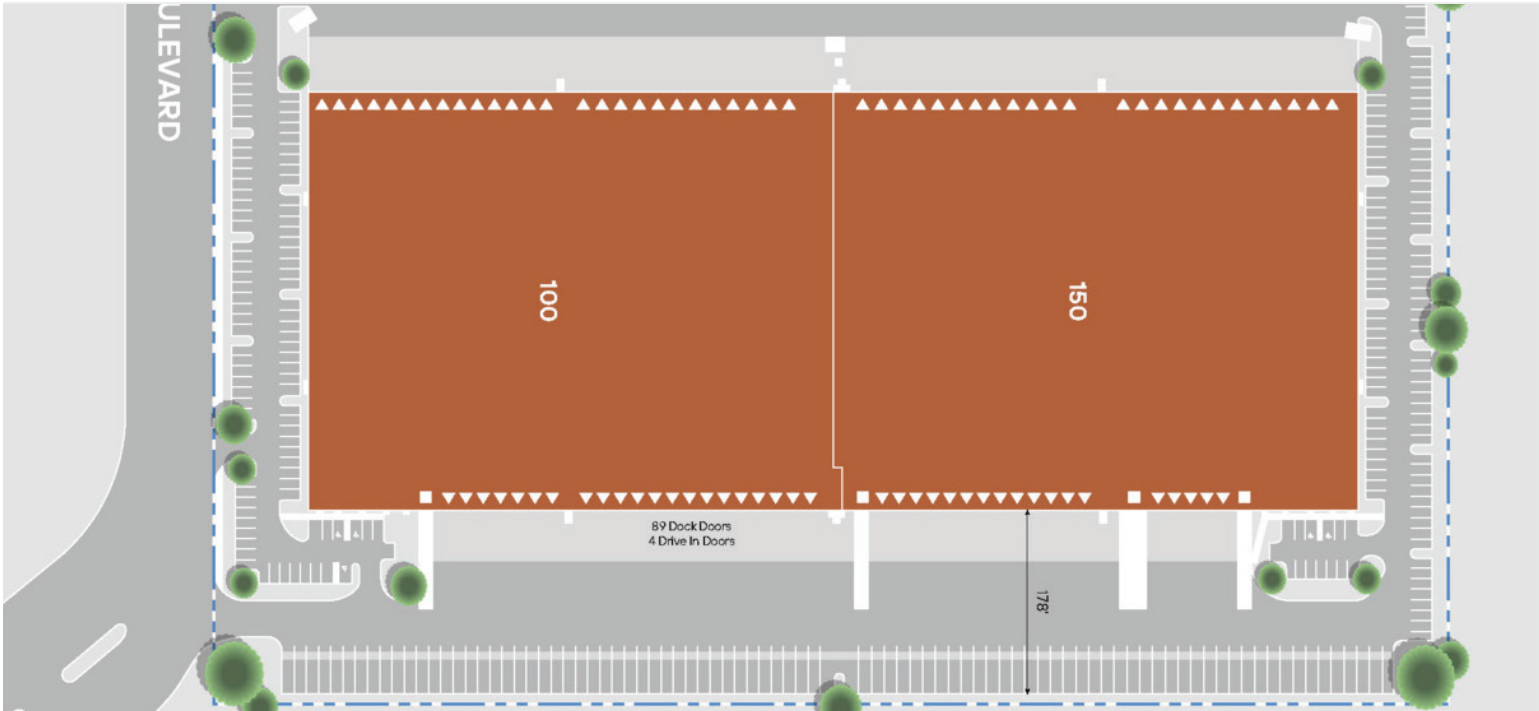 ULEVARD
100
150
89 Dock Doors
4 Drive In Doors
178'